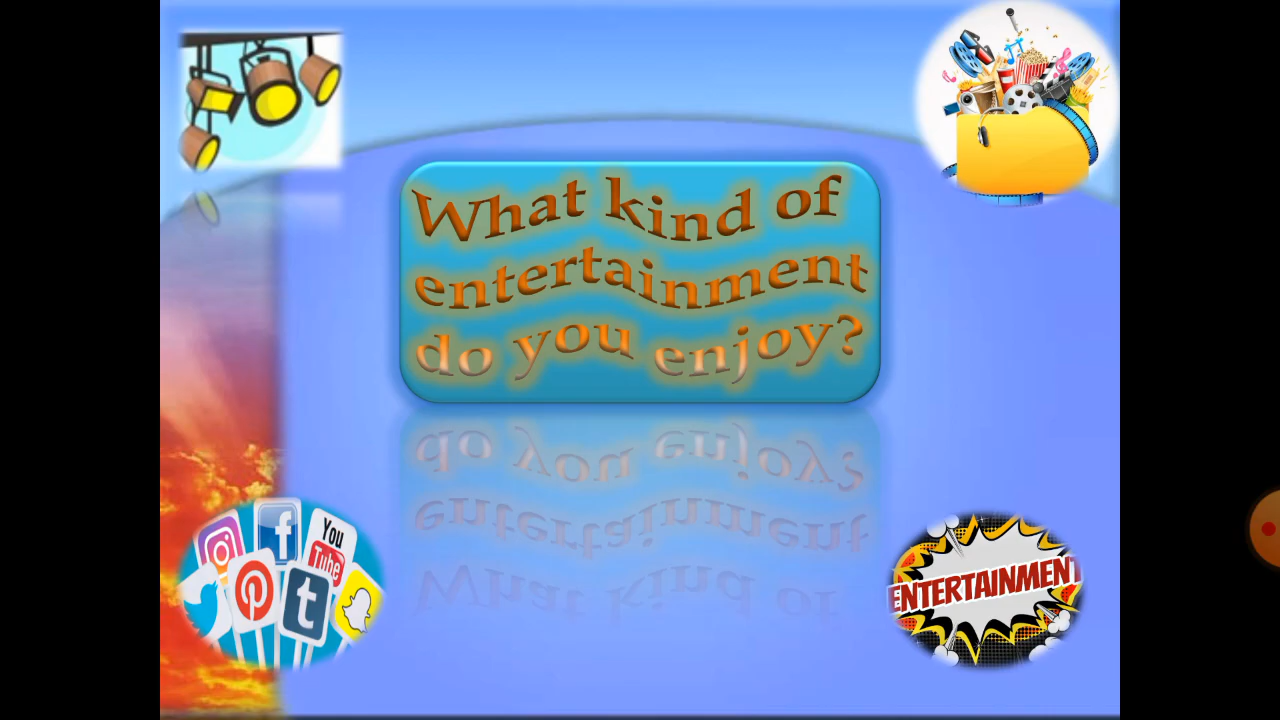 What kind of
entertainment
do you enjoy?
You
Tube
ENTERTAINMENT